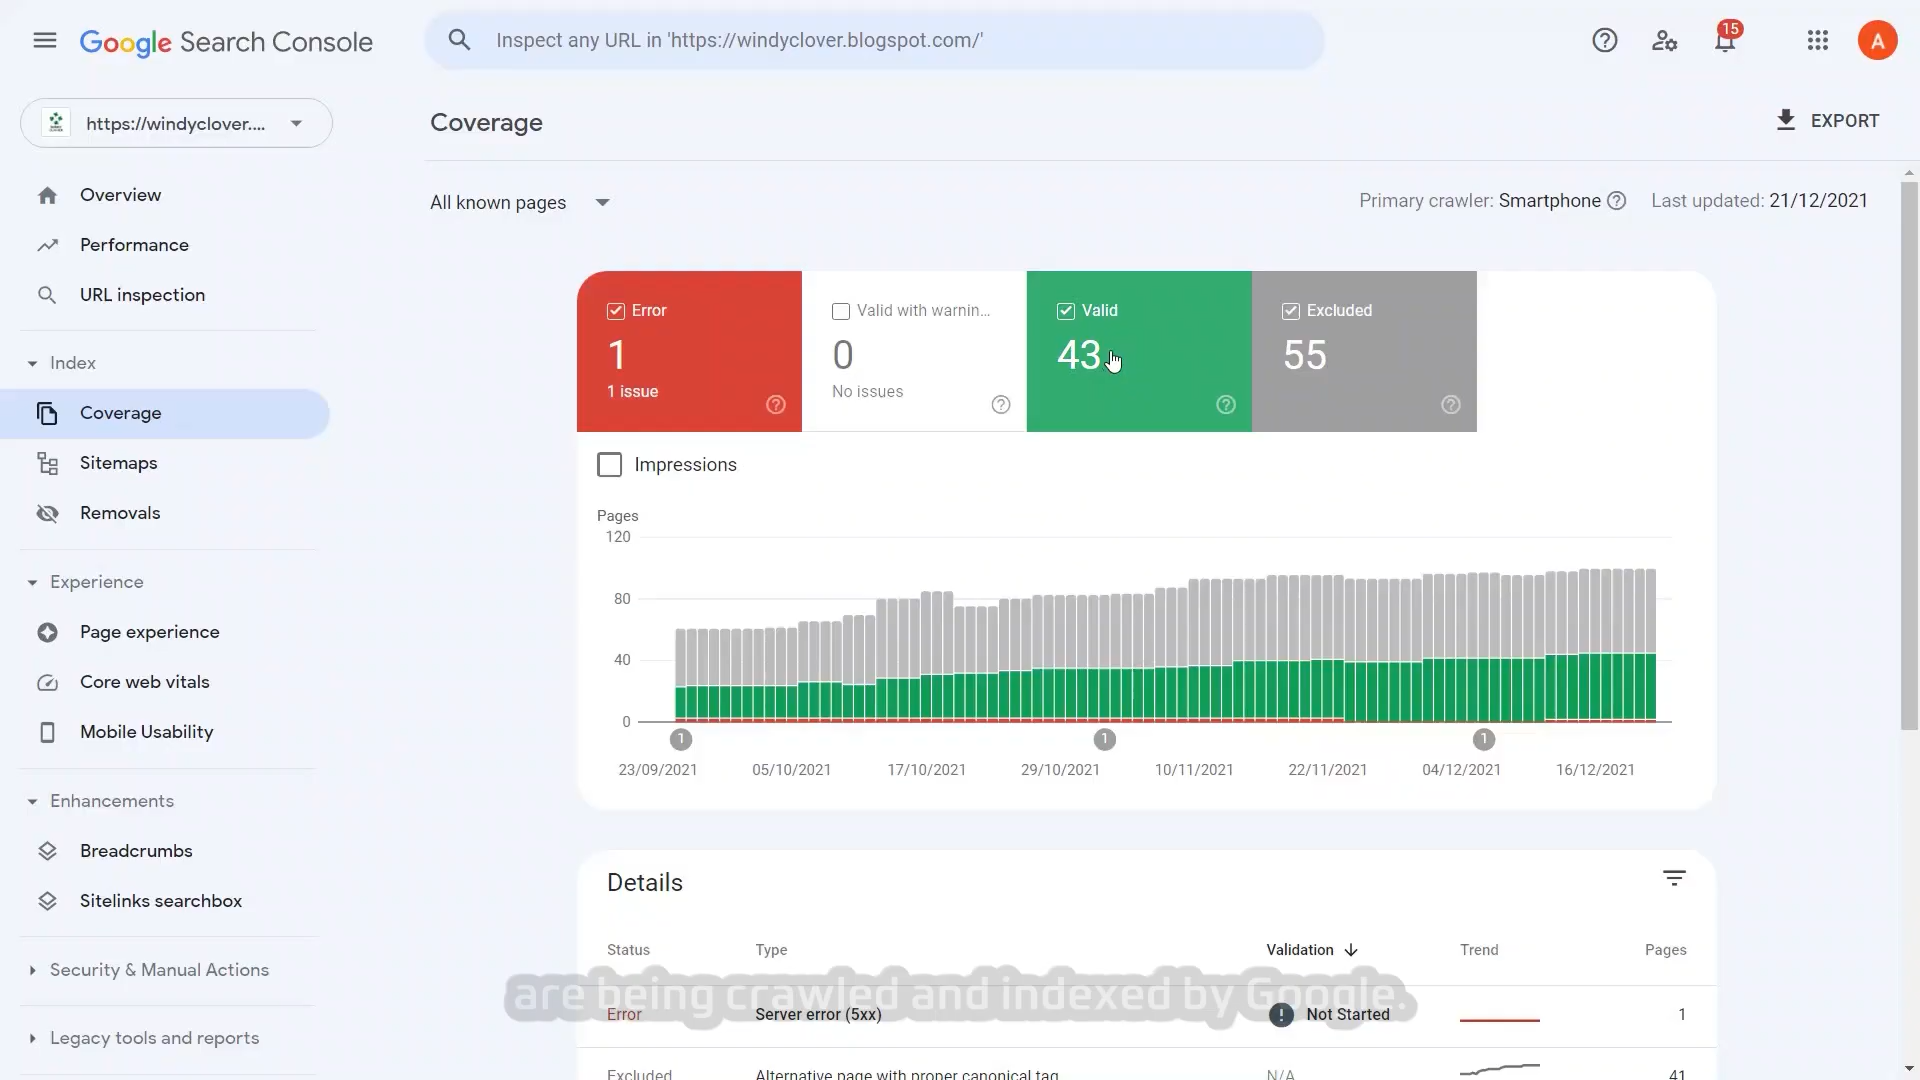 Google Search Console
Inspect any URL in 'https://windyclover.blogspot.com/'
15
A
https://windyclover....
Coverage
EXPORT
Overview
Performance
URL inspection
Index
Coverage
Sitemaps
Removals
Experience
Page experience
Core web vitals
Mobile Usability
Enhancements
Breadcrumbs
Sitelinks searchbox
Security & Manual Actions
Legacy tools and reports
All known pages
Primary crawler: Smartphone
Last updated: 21/12/2021
Error
1
1 issue
Valid with warnin...
0
No issues
Valid
43
Excluded
55
Impressions
Pages
120
80
40
0
1 1 1
23/09/2021 05/10/2021 17/10/2021 29/10/2021 10/11/2021 22/11/2021 04/12/2021 16/12/2021
Details
Status Type Validation Trend Pages
are being crawled and indexed by Google.
Error Server error (5xx) Not Started 1
Excluded Alternative page with proper canonical tag N/A 41